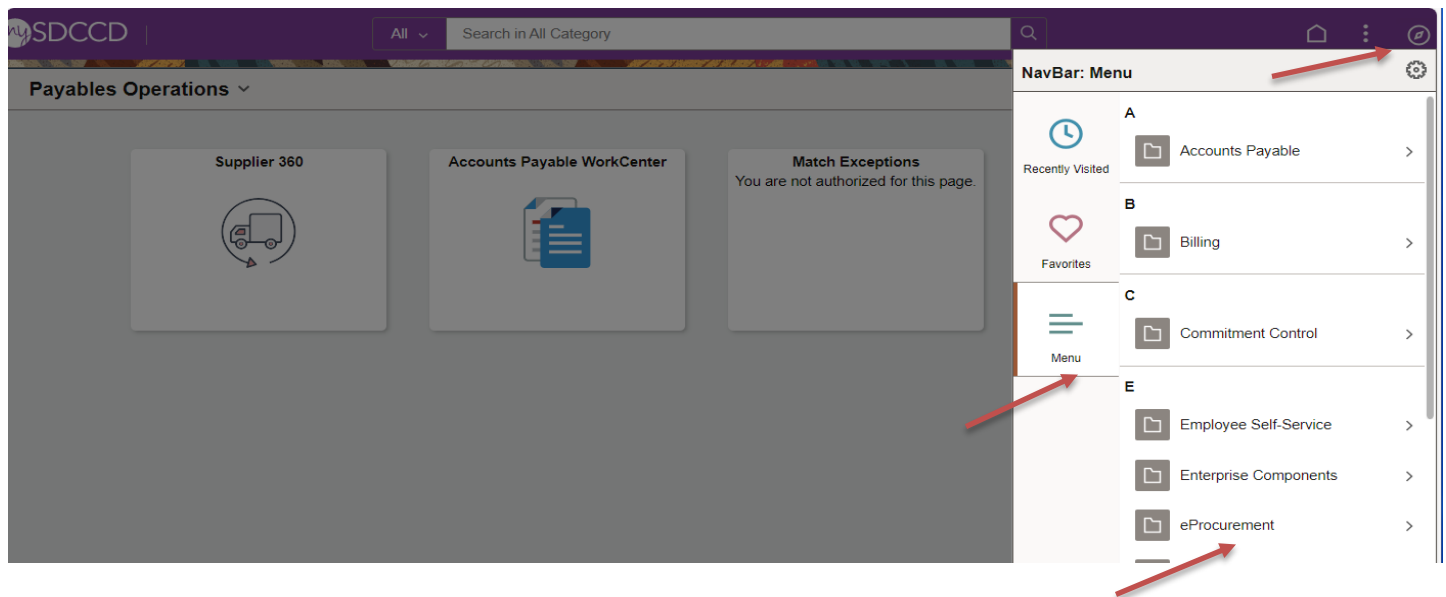 mySDCCD
All
Search in All Category
NavBar: Menu
Payables Operations
Supplier 360
Accounts Payable WorkCenter
Match Exceptions
You are not authorized for this page.
Recently Visited
Favorites
Menu
A
Accounts Payable
B
Billing
C
Commitment Control
E
Employee Self-Service
Enterprise Components
eProcurement